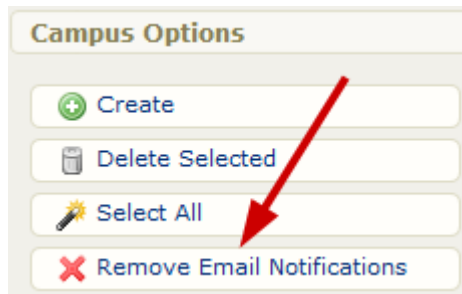 Campus Options
Create
Delete Selected
Select All
Remove Email Notifications